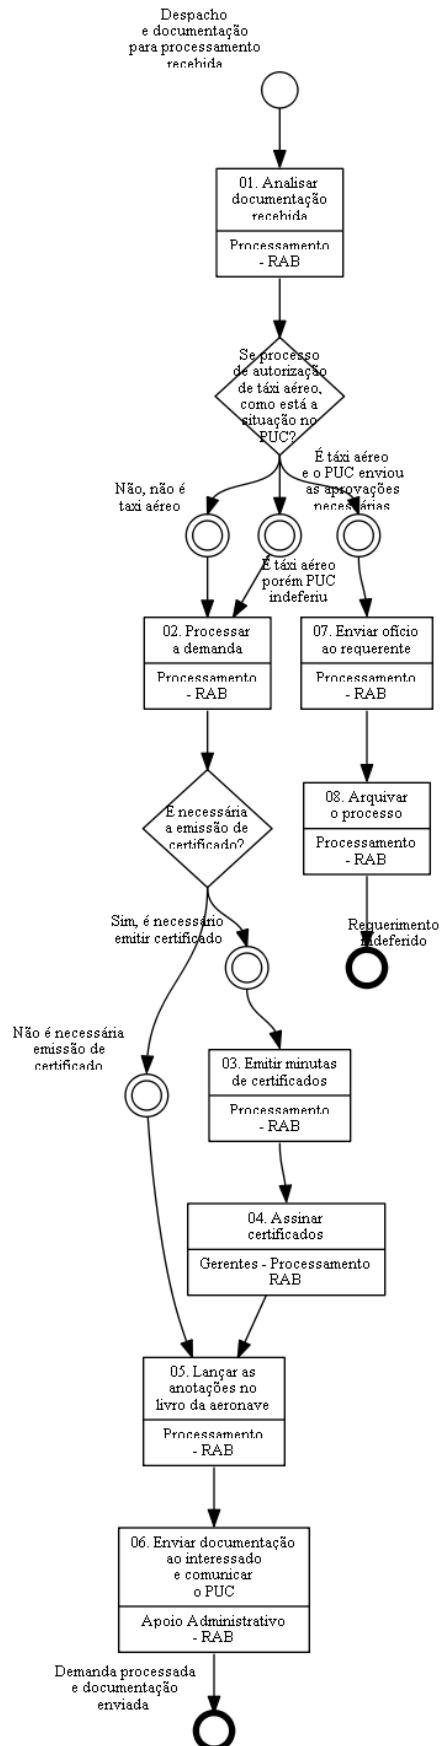 Despacho
e documentação
para processamento
recebida
01. Analisar
documentação
recebida
Processamento
- RAB
Se processo
de autorização
de táxi aéreo,
como está a
situação no
PUC?
Não, não é
taxi aéreo
É táxi aéreo
porém PUC
indeferiu
É táxi aéreo
e o PUC enviou
as aprovações
necessárias
02. Processar
a demanda
Processamento
- RAB
07. Enviar ofício
ao requerente
Processamento
- RAB
08. Arquivar
o processo
Processamento
- RAB
Requerimento
indeferido
É necessária
a emissão de
certificado?
Sim, é necessário
emitir certificado
Não é necessária
emissão de
certificado
03. Emitir minutas
de certificados
Processamento
- RAB
04. Assinar
certificados
Gerentes - Processamento
RAB
05. Lançar as
anotações no
livro da aeronave
Processamento
- RAB
06. Enviar documentação
ao interessado
e comunicar
o PUC
Apoio Administrativo
- RAB
Demanda processada
e documentação
enviada